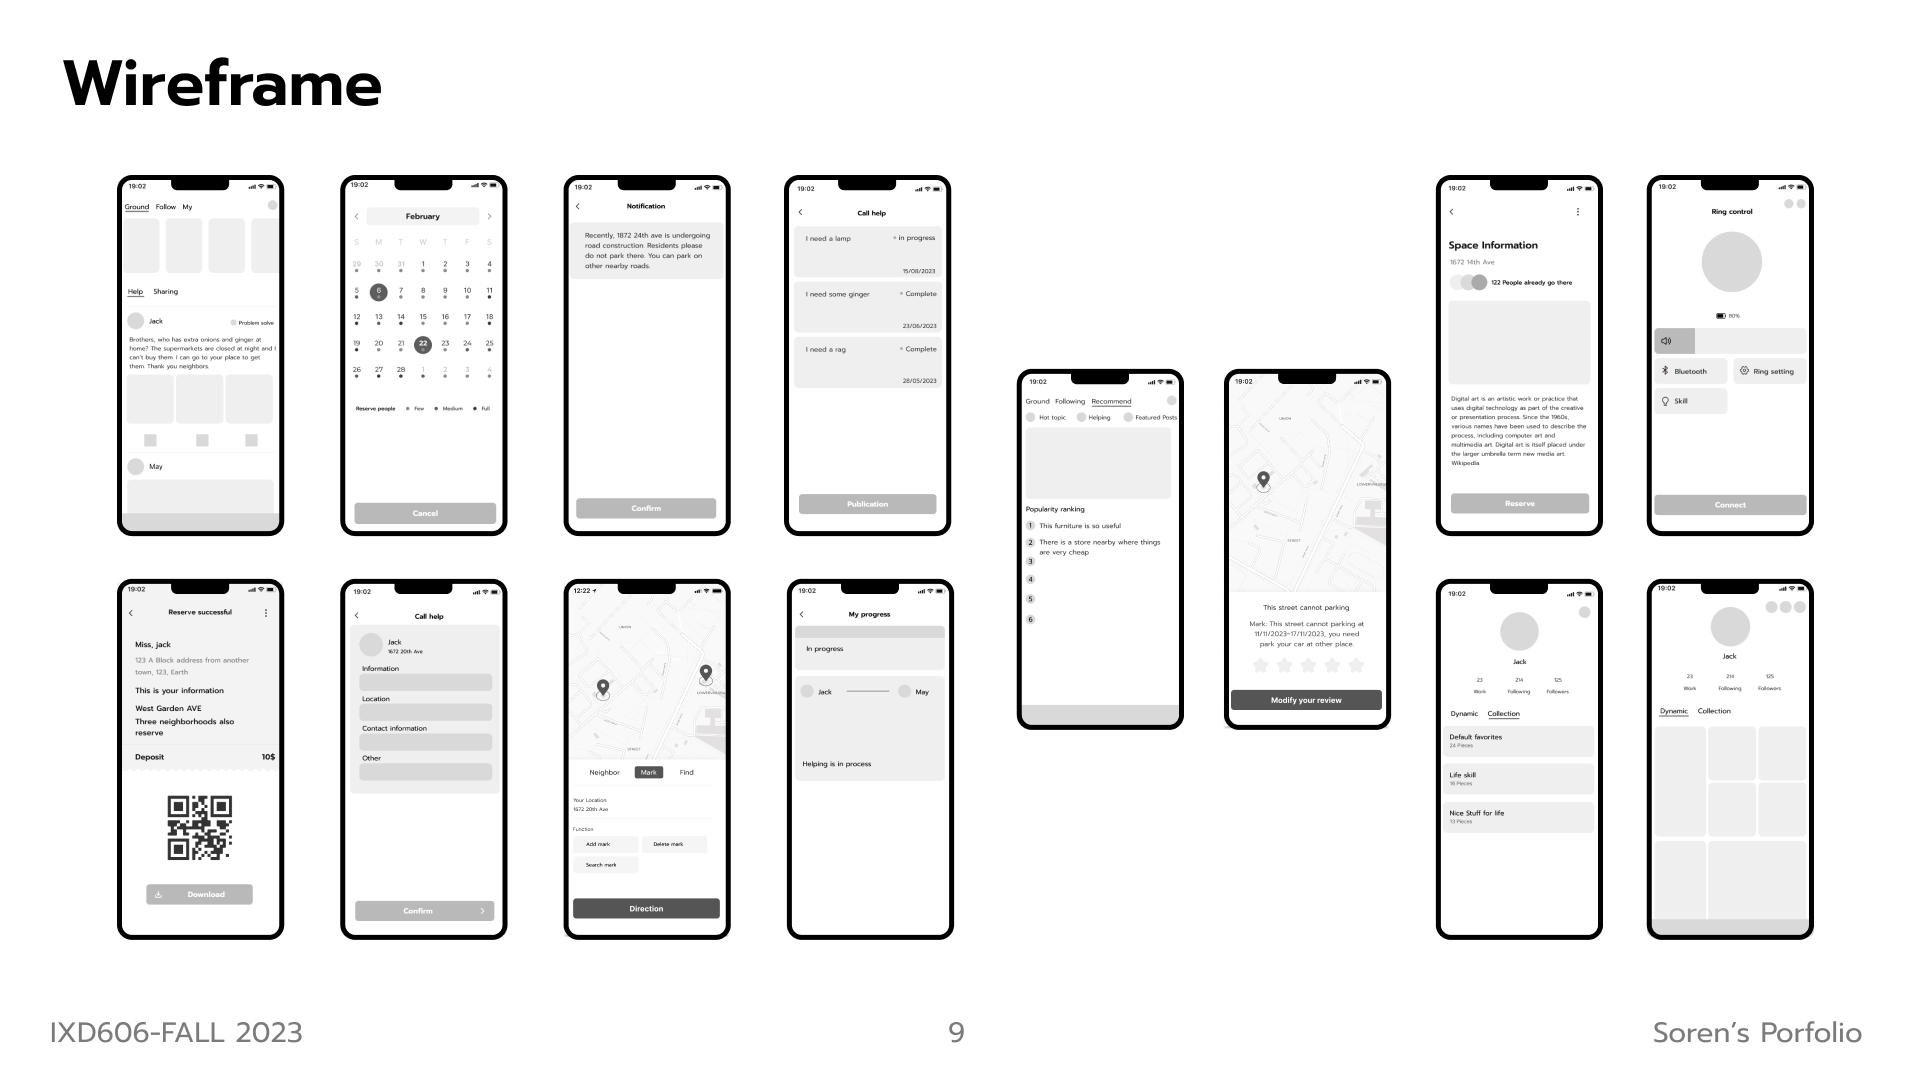 Wireframe
19:02
Ground Follow My
Help Sharing
Jack
Problem solve
Brothers, who has extra onions and ginger at
home? The supermarkets are closed at night and I
can't buy them. I can go to your place to get
them. Thank you neighbors.
May
19:02
February
S M T W T F S
29 30 31 1 2 3 4
5 6 7 8 9 10 11
12 13 14 15 16 17 18
19 20 21 22 23 24 25
26 27 28 1 2 3 4
Reserve people Few Medium Full
Cancel
19:02
Notification
Recently, 1872 24th ave is undergoing
road construction. Residents please
do not park there. You can park on
other nearby roads.
Confirm
19:02
Call help
I need a lamp in progress
15/08/2023
I need some ginger Complete
23/06/2023
I need a rag Complete
28/05/2023
Publication
19:02
Ground Following Recommend
Hot topic Helping Featured Posts
Popularity ranking
1 This furniture is so useful
2 There is a store nearby where things
are very cheap
3
4
5
6
19:02
UNION
STREET
This street cannot parking
Mark: This street cannot parking at
11/11/2023-17/11/2023, you need
park your car at other place.
Modify your review
19:02
Space Information
1672 14th Ave
122 People already go there
Digital art is an artistic work or practice that
uses digital technology as part of the creative
or presentation process. Since the 1960s,
various names have been used to describe the
process, including computer art and
multimedia art. Digital art is itself placed under
the larger umbrella term new media art.
Wikipedia
Reserve
19:02
Ring control
80%
Bluetooth Ring setting
Skill
Connect
19:02
Reserve successful
Miss, jack
123 A Block address from another
town, 123, Earth
This is your information
West Garden AVE
Three neighborhoods also
reserve
Deposit 10$
Download
19:02
Call help
Jack
1672 20th Ave
Information
Location
Contact information
Other
Confirm
12:22
UNION
STREET
Neighbor Mark Find
Your Location
1672 20th Ave
Function
Add mark Delete mark
Search mark
Direction
19:02
My progress
In progress
Jack May
Helping is in process
19:02
Jack
23 214 125
Work Following Followers
Dynamic Collection
Default favorites
24 Pieces
Life skill
16 Pieces
Nice Stuff for life
13 Pieces
19:02
Jack
23 214 125
Work Following Followers
Dynamic Collection
IXD606-FALL 2023
9
Soren's Porfolio